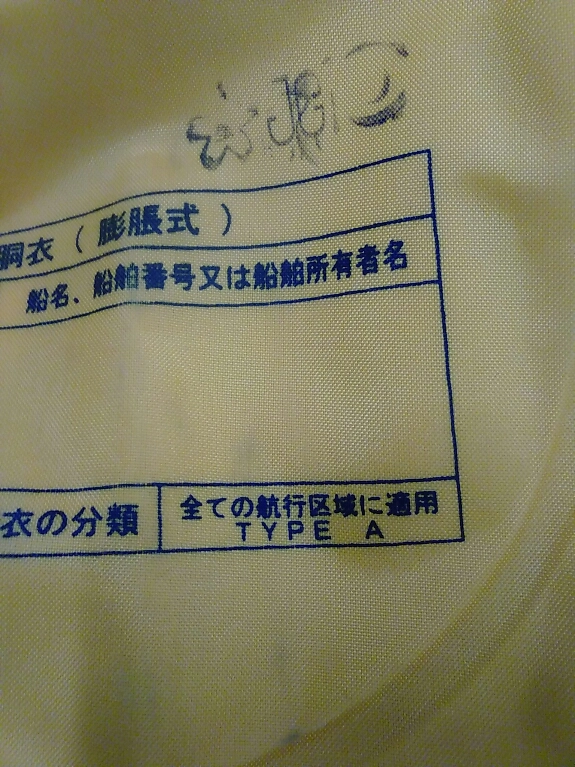 胴衣（膨脹式）
船名、船舶番号又は船舶所有者名
衣の分類
全ての航行区域に適用
TYPE A